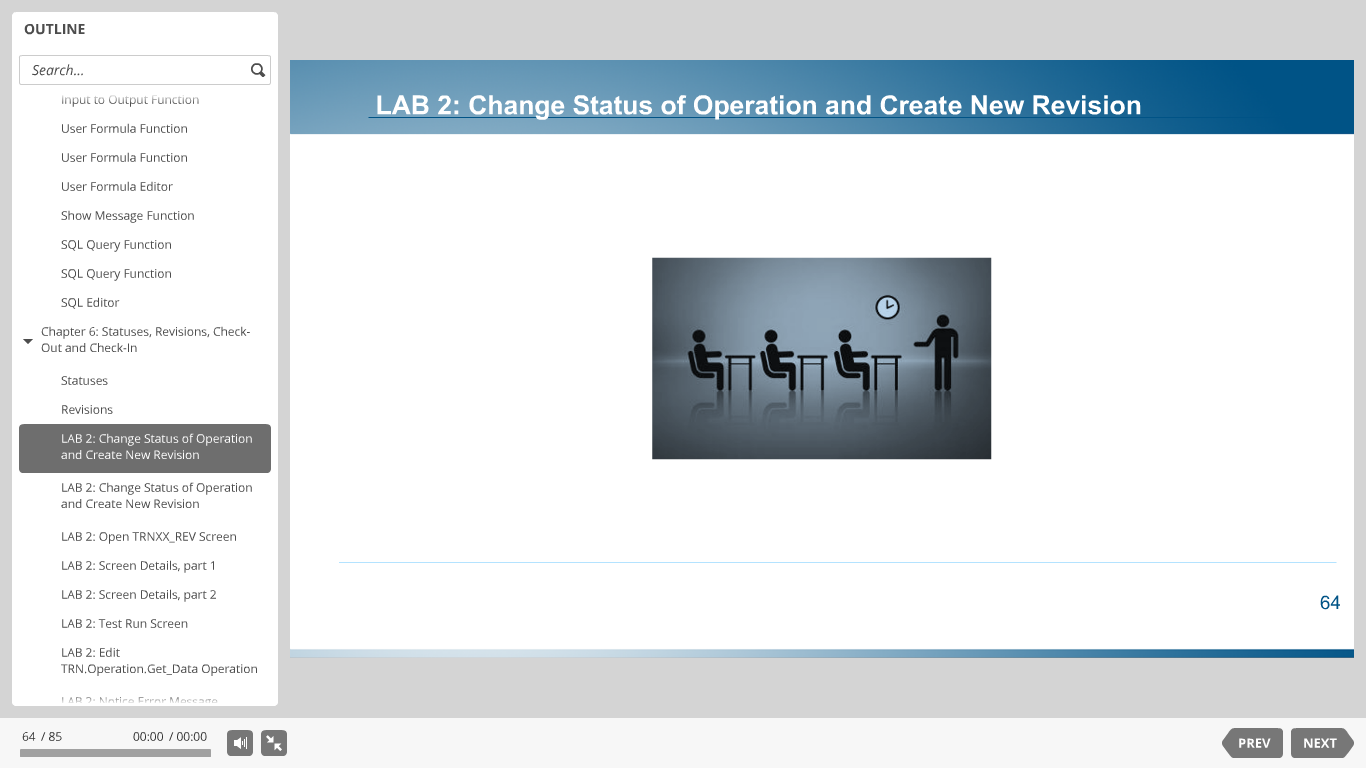 OUTLINE
Search...
Input to Output Function
User Formula Function
User Formula Function
User Formula Editor
Show Message Function
SQL Query Function
SQL Query Function
SQL Editor
Chapter 6: Statuses, Revisions, Check-
Out and Check-In
Statuses
Revisions
LAB 2: Change Status of Operation
and Create New Revision
LAB 2: Change Status of Operation
and Create New Revision
LAB 2: Open TRNXX_REV Screen
LAB 2: Screen Details, part 1
LAB 2: Screen Details, part 2
LAB 2: Test Run Screen
LAB 2: Edit
TRN.Operation.Get_Data Operation
LAB 2: Notice Error Message
LAB 2: Change Status of Operation and Create New Revision
64
64 / 85
00:00 / 00:00
PREV
NEXT